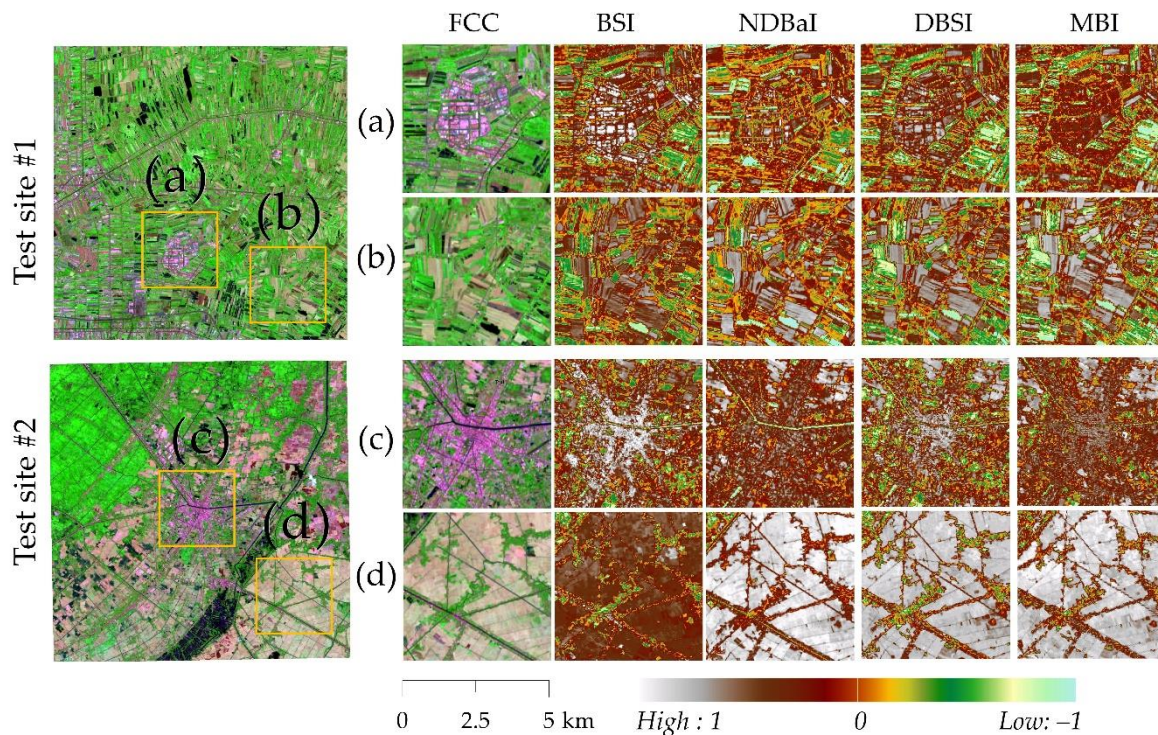 FCC BSI NDBaI DBSI MBI
Test site #1
(a)
(b)
(a)
(b)
Test site #2
(c)
(d)
(c)
(d)
0 2.5 5 km
High : 1 0 Low: –1